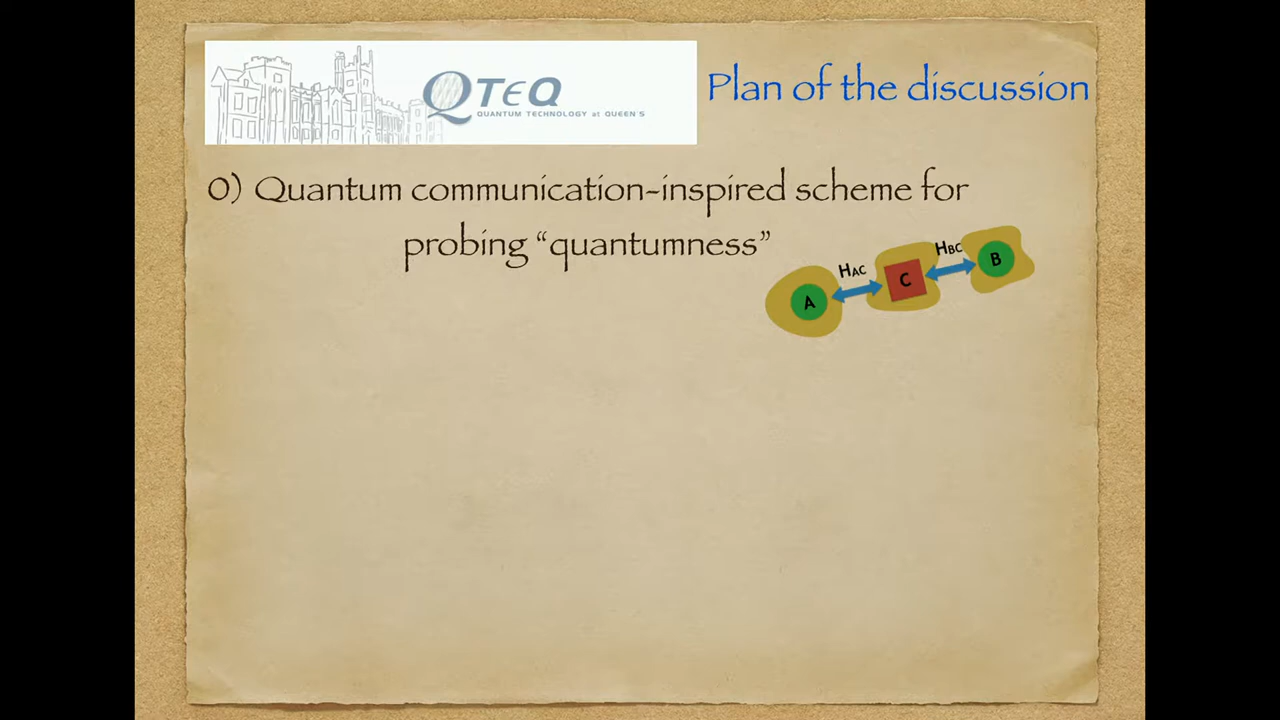 QTEQ
QUANTUM TECHNOLOGY at QUEEN'S
Plan of the discussion
0) Quantum communication-inspired scheme for
probing “quantumness”
HAC
HBC
A
C
B